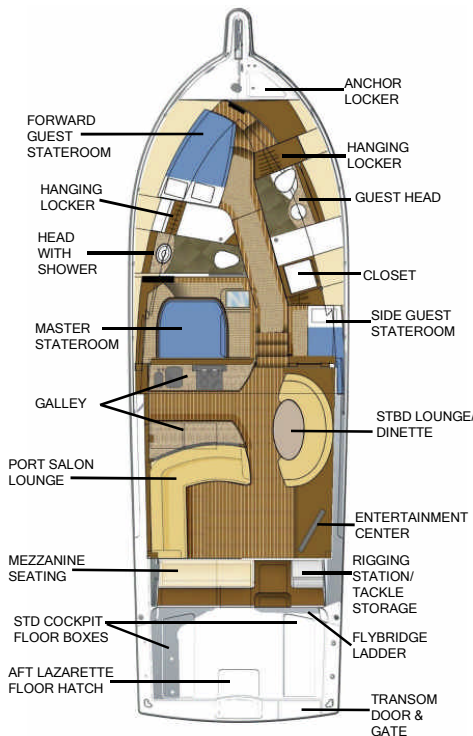 ANCHOR
LOCKER
FORWARD
GUEST
STATEROOM
HANGING
LOCKER
HANGING
LOCKER
GUEST HEAD
HEAD
WITH
SHOWER
CLOSET
SIDE GUEST
STATEROOM
MASTER
STATEROOM
GALLEY
STBD LOUNGE/
DINETTE
PORT SALON
LOUNGE
ENTERTAINMENT
CENTER
MEZZANINE
SEATING
RIGGING
STATION/
TACKLE
STORAGE
STD COCKPIT
FLOOR BOXES
FLYBRIDGE
LADDER
AFT LAZARETTE
FLOOR HATCH
TRANSOM
DOOR &
GATE